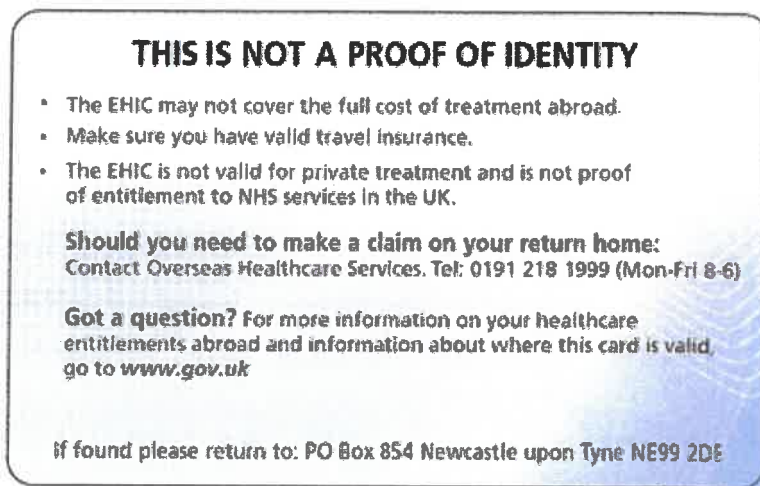 THIS IS NOT A PROOF OF IDENTITY
• The EHIC may not cover the full cost of treatment abroad.
• Make sure you have valid travel insurance.
• The EHIC is not valid for private treatment and is not proof
of entitlement to NHS services in the UK.
Should you need to make a claim on your return home:
Contact Overseas Healthcare Services. Tel: 0191 218 1999 (Mon-Fri 8-6)
Got a question? For more information on your healthcare
entitlements abroad and information about where this card is valid,
go to www.gov.uk
If found please return to: PO Box 854 Newcastle upon Tyne NE99 2DE